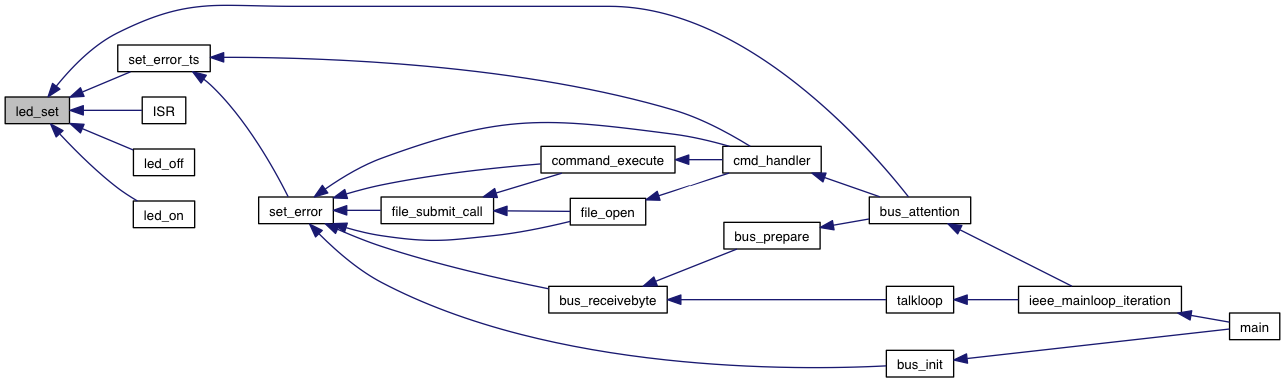 led_set
set_error_ts
ISR
led_off
led_on
set_error
command_execute
file_submit_call
file_open
cmd_handler
bus_prepare
bus_receivebyte
bus_attention
talkloop
bus_init
ieee_mainloop_iteration
main